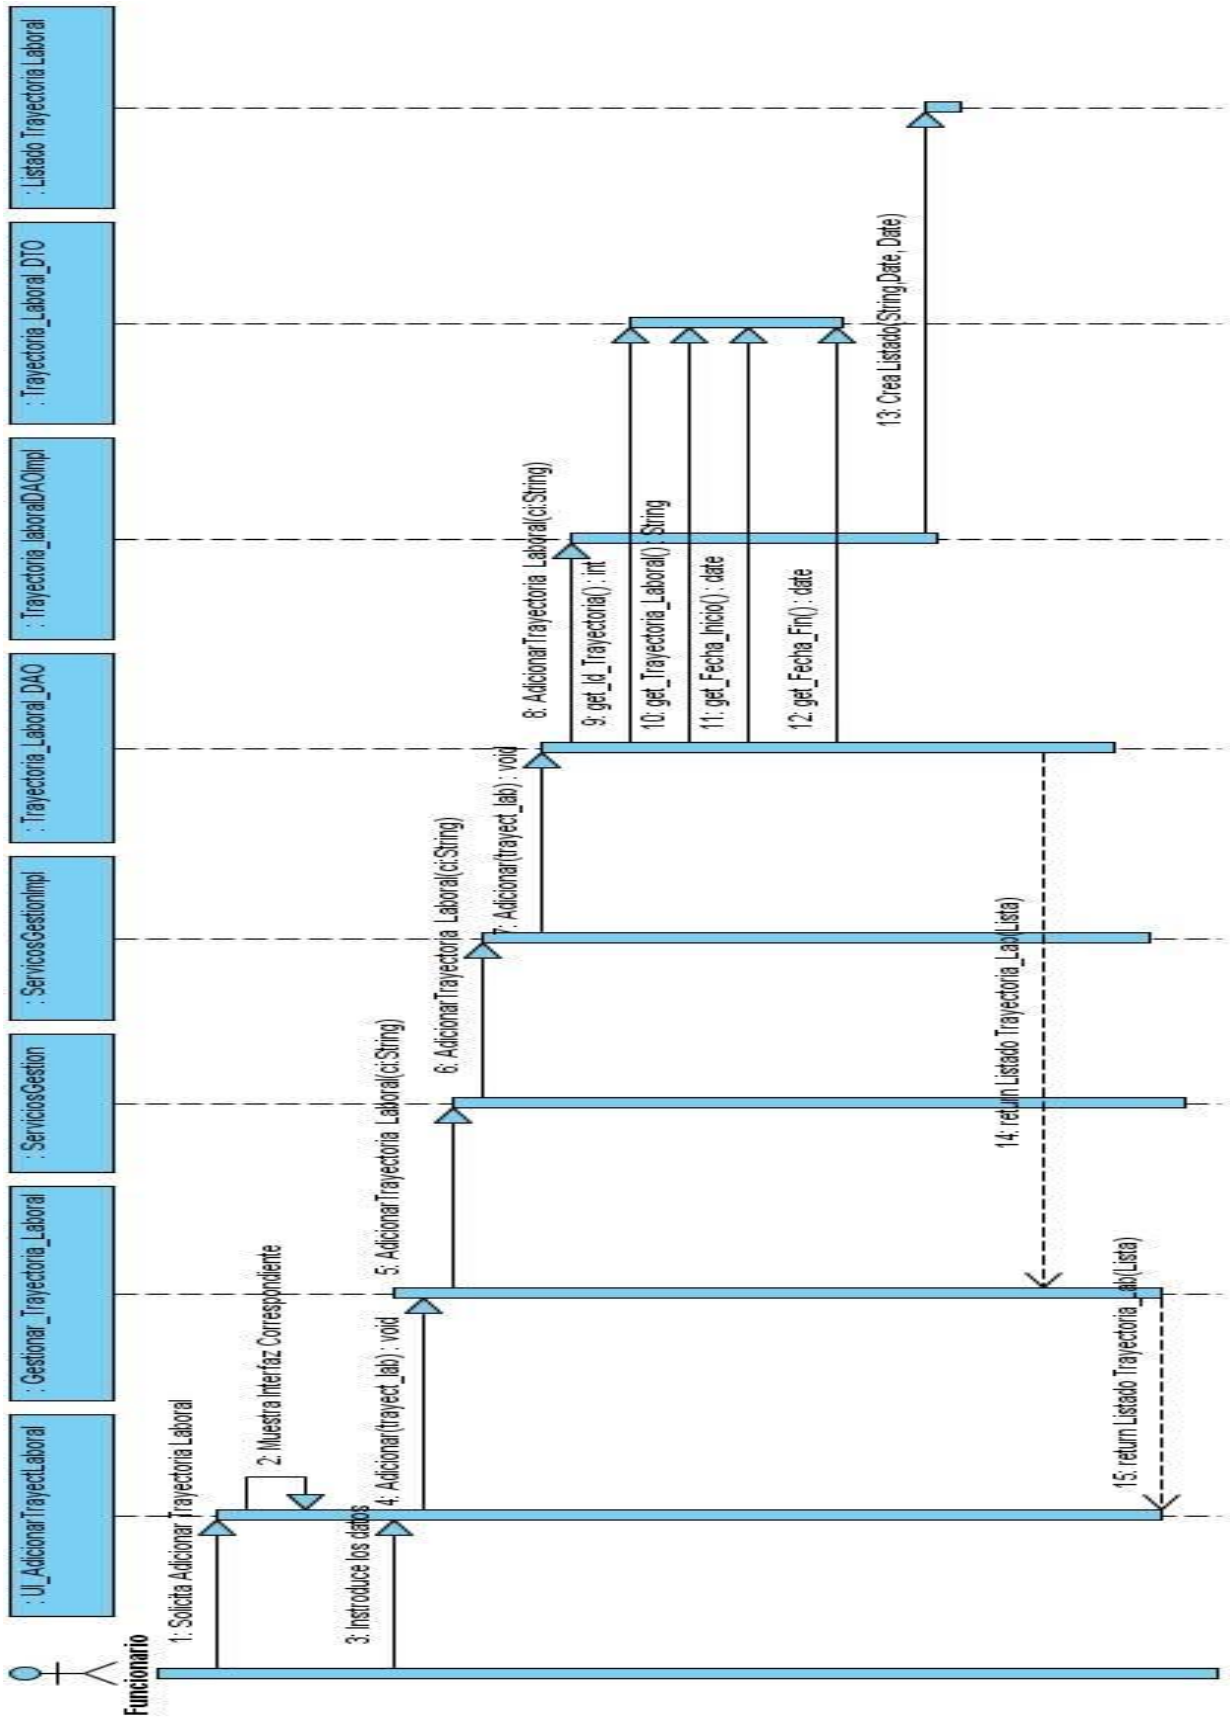 Funcionario
: UI_AdicionarTrayectLaboral
: Gestionar_Trayectoria_Laboral
: ServiciosGestion
: ServicosGestionImpl
: Trayectoria_Laboral_DAO
: Trayectoria_laboralDAOImpl
: Trayectoria_Laboral_DTO
: Listado Trayectoria Laboral
1: Solicita Adicionar Trayectoria Laboral
2: Muestra Interfaz Correspondiente
3: Instroduce los datos
4: Adicionar(trayect_lab) : void
5: AdicionarTrayectoria_Laboral(ci:String)
6: AdicionarTrayectoria_Laboral(ci:String)
7: Adicionar(trayect_lab) : void
8: AdicionarTrayectoria_Laboral(ci:String)
9: get_Id_Trayectoria() : int
10: get_Trayectoria_Laboral() : String
11: get_Fecha_Inicio() : date
12: get_Fecha_Fin() : date
13: Crea Listado(String,Date, Date)
14: return Listado Trayectoria_Lab(Lista)
15: return Listado Trayectoria_Lab(Lista)